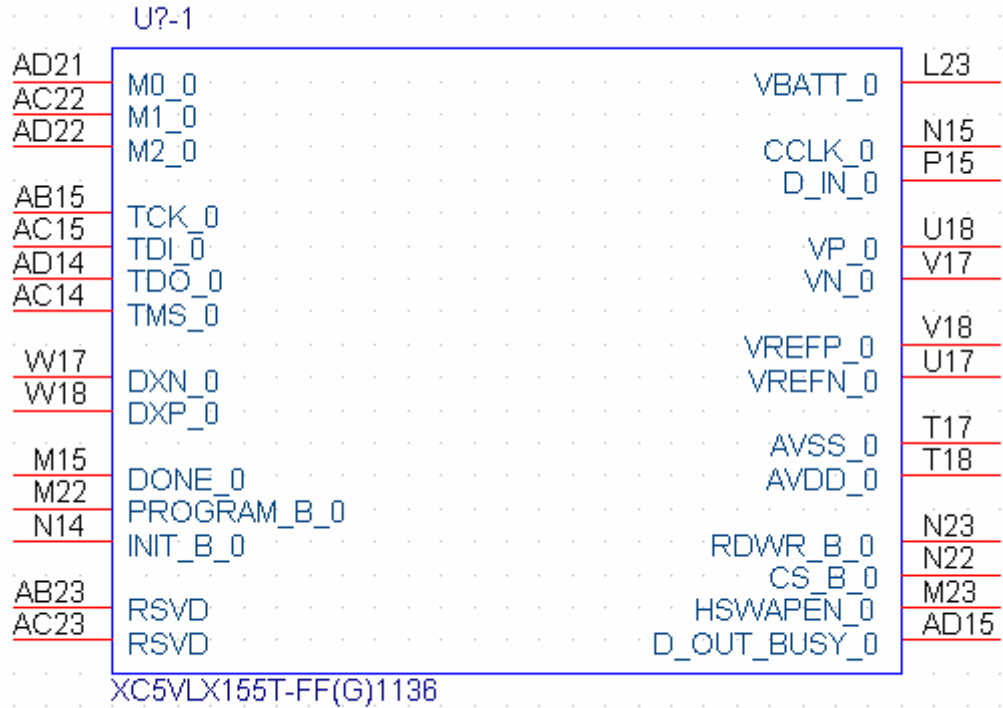 U?-1
AD21 M0_0 VBATT_0 L23
AC22 M1_0
AD22 M2_0 CCLK_0 N15
D_IN_0 P15
AB15 TCK_0
AC15 TDI_0 VP_0 U18
AD14 TDO_0 VN_0 V17
AC14 TMS_0
VREFP_0 V18
W17 DXN_0 VREFN_0 U17
W18 DXP_0
AVSS_0 T17
M15 DONE_0 AVDD_0 T18
M22 PROGRAM_B_0
N14 INIT_B_0 RDWR_B_0 N23
CS_B_0 N22
AB23 RSVD HSWAPEN_0 M23
AC23 RSVD D_OUT_BUSY_0 AD15
XC5VLX155T-FF(G)1136